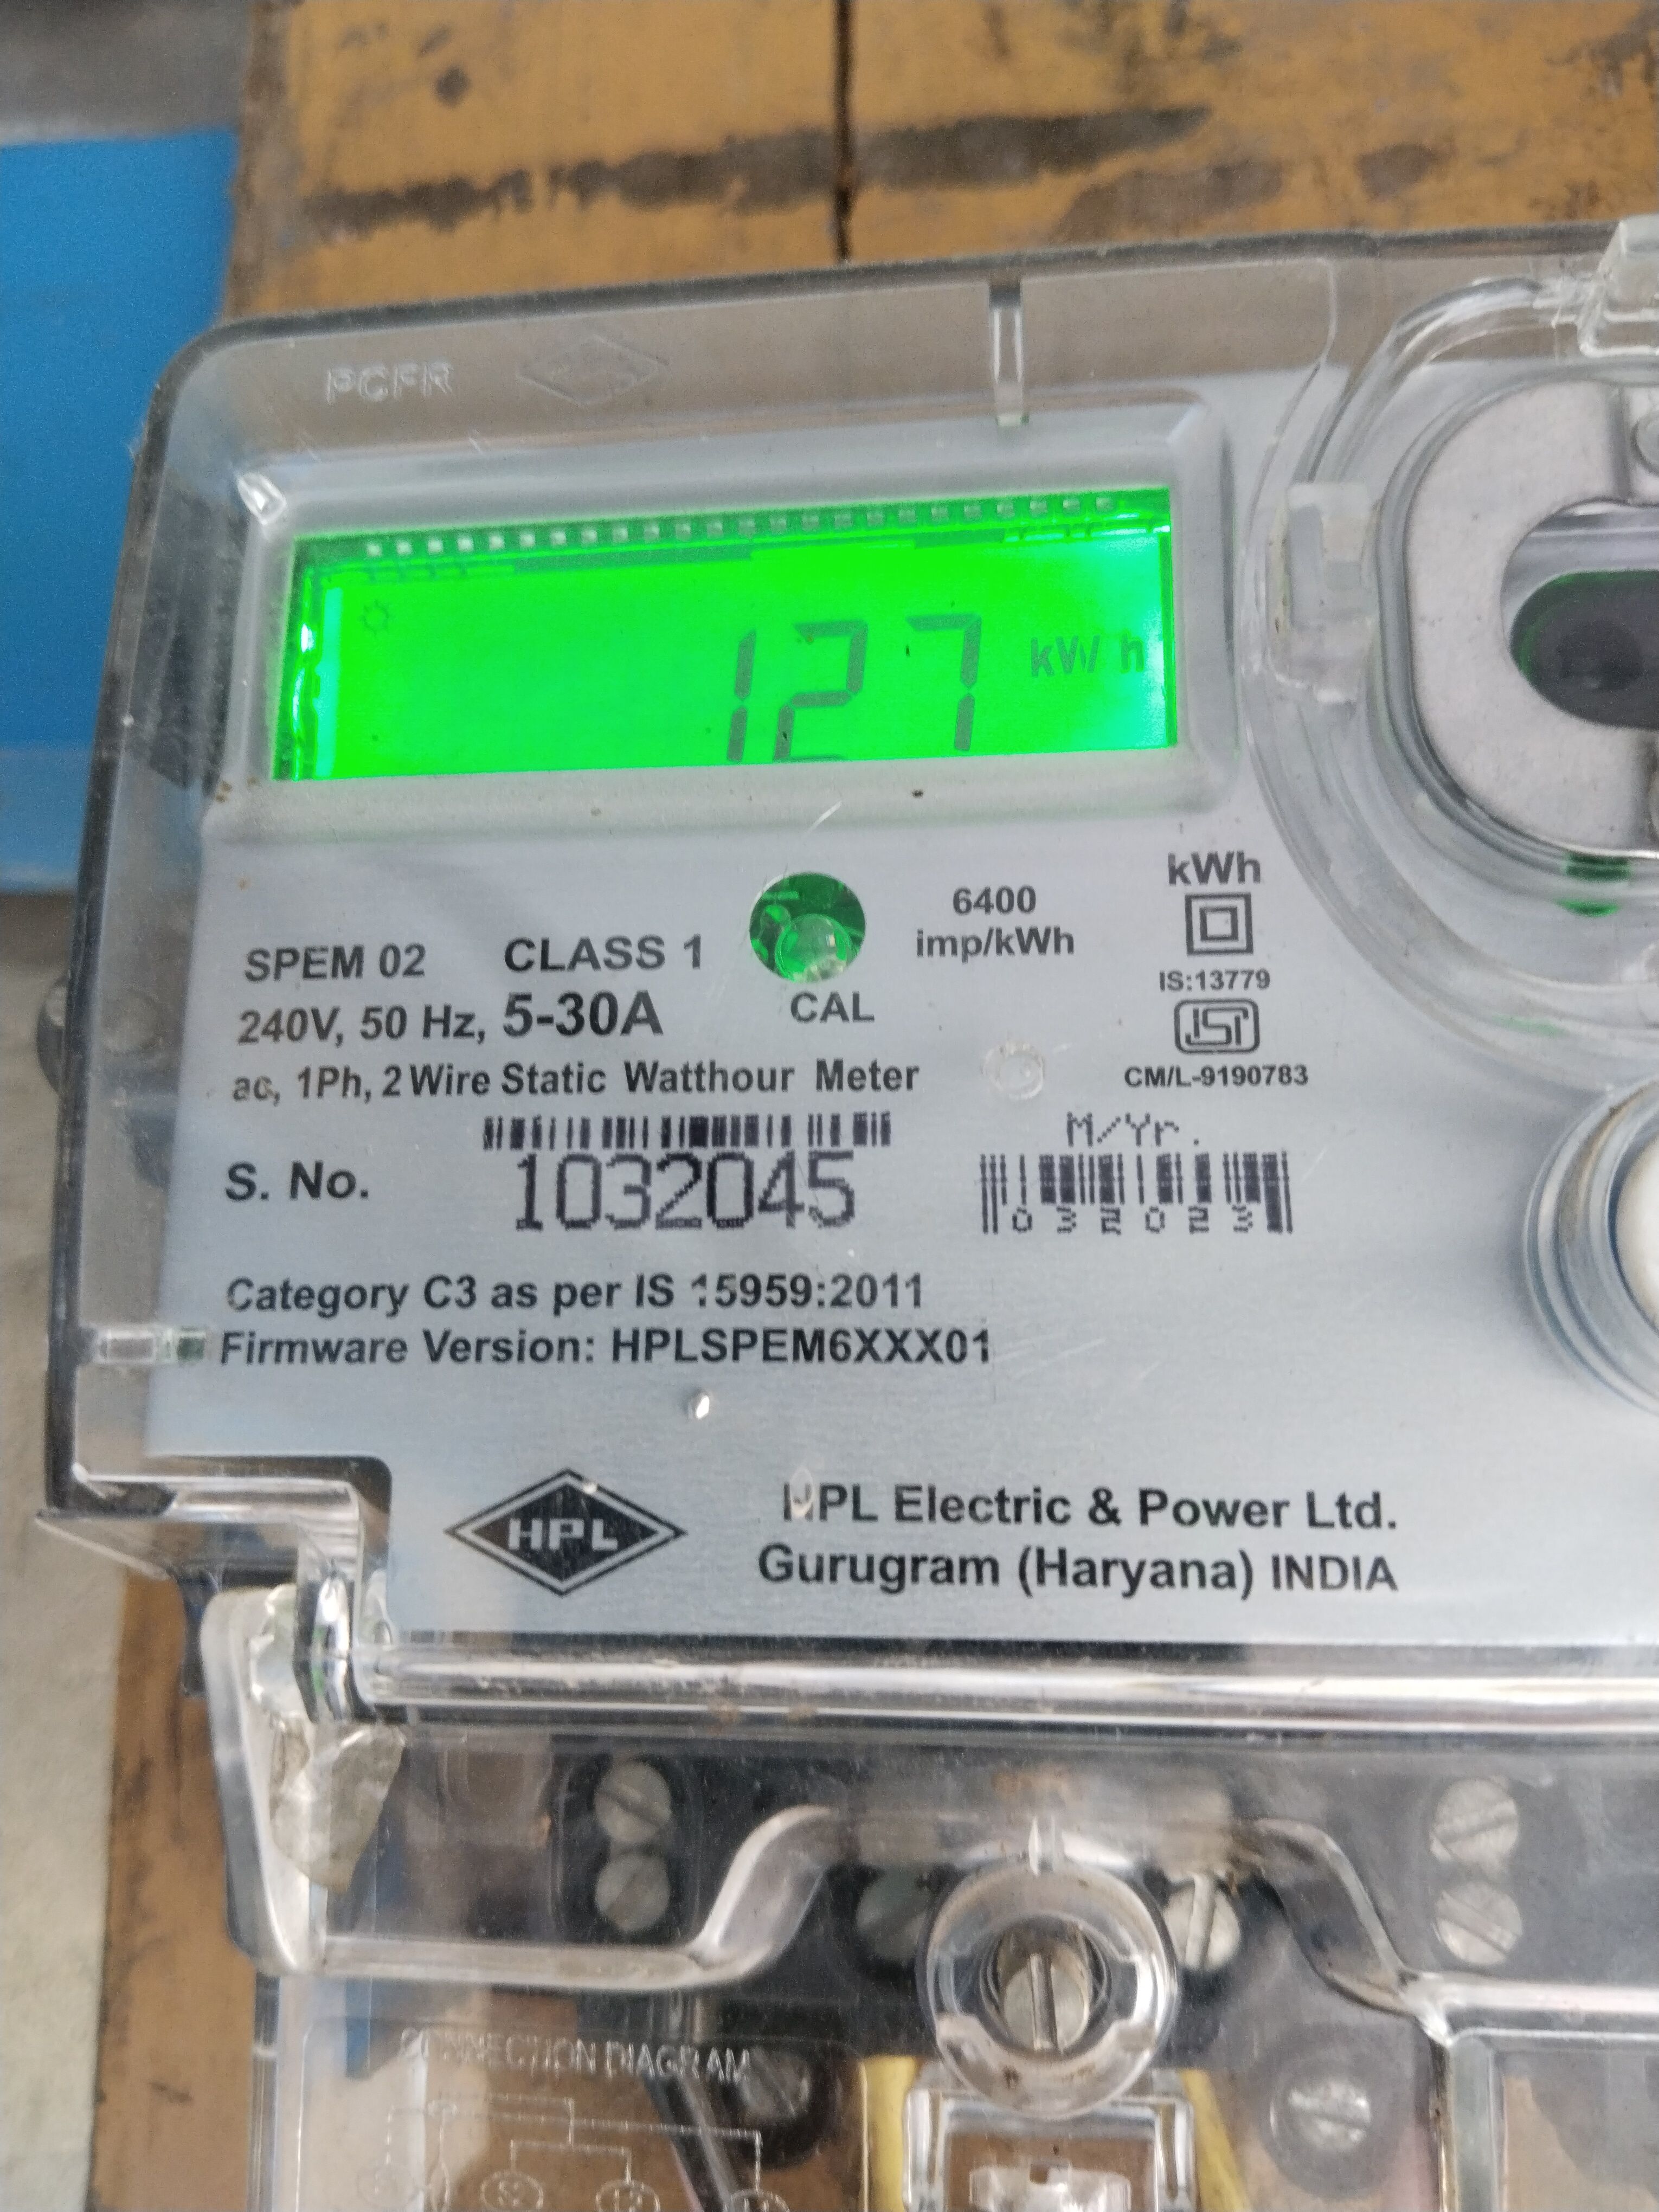 PCFR
127 kWh
kWh
6400
imp/kWh
SPEM 02 CLASS 1
IS:13779
240V, 50 Hz, 5-30A
CAL
ISI
ac, 1Ph, 2 Wire Static Watthour Meter
CM/L-9190783
M/Yr.
S. No. 1032045
032023
Category C3 as per IS 15959:2011
Firmware Version: HPLSPEM6XXX01
HPL
HPL Electric & Power Ltd.
Gurugram (Haryana) INDIA
CONNECTION DIAGRAM